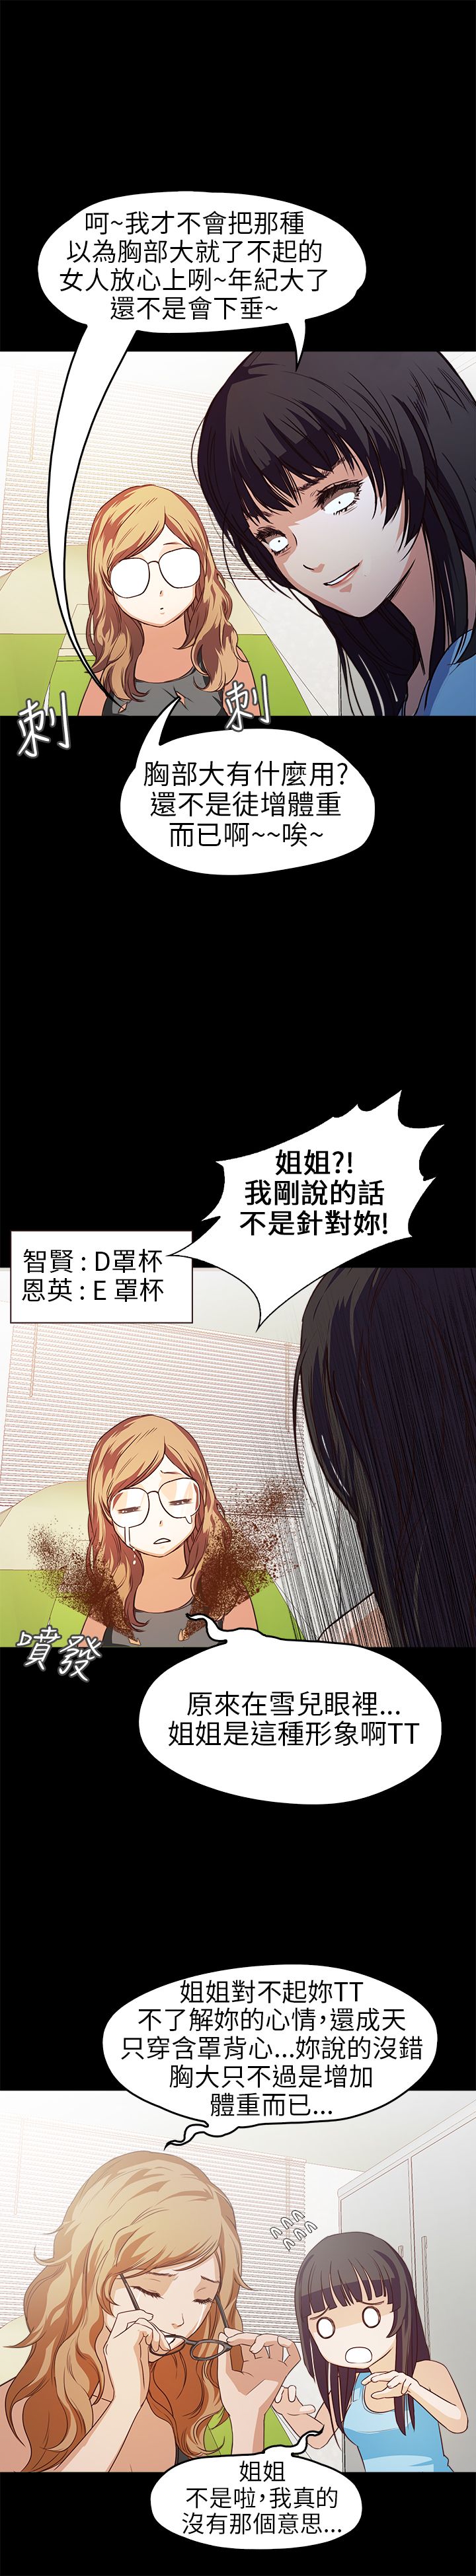 呵~我才不會把那種
以為胸部大就了不起的
女人放心上咧~年紀大了
還不是會下垂~
刺
刺
胸部大有什麼用?
還不是徒增體重
而已啊~~唉~
姐姐?!
我剛說的話
不是針對妳!
智賢:D罩杯
恩英:E 罩杯
噴發
原來在雪兒眼裡...
姐姐是這種形象啊TT
姐姐對不起妳TT
不了解妳的心情,還成天
只穿含罩背心...妳說的沒錯
胸大只不過是增加
體重而已...
姐姐
不是啦,我真的
沒有那個意思...